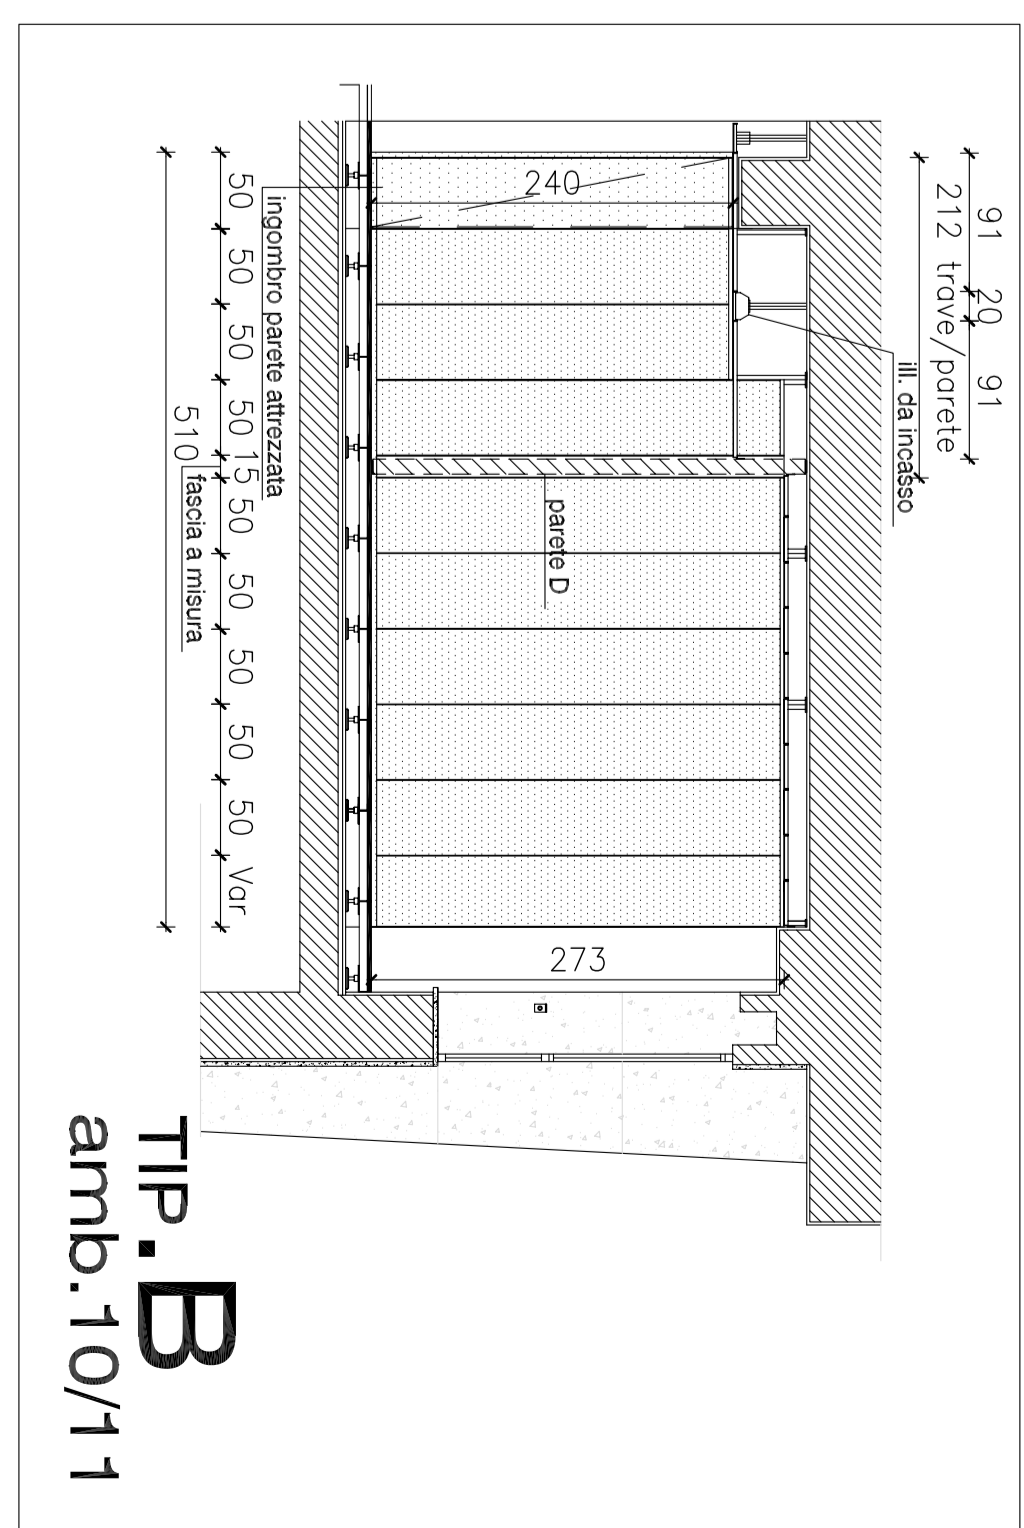 91 20 91
212 trave/parete
ill. da incasso
240
parete D
273
ingombro parete attrezzata
50 50 50 50 15 50 50 50 50 50 Var
fascia a misura
510
TIP.B
amb.10/11